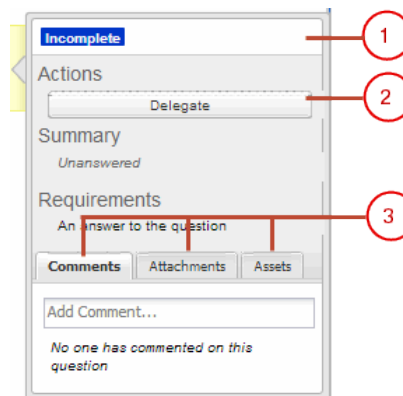 Incomplete
1
Actions
Delegate
2
Summary
Unanswered
Requirements
An answer to the question
3
Comments Attachments Assets
Add Comment...
No one has commented on this
question